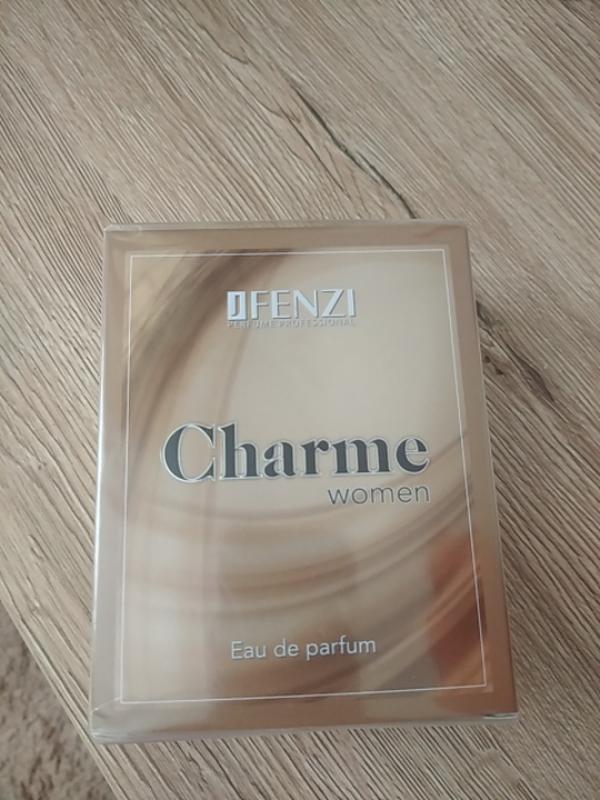 JFENZI
PERFUME PROFESSIONAL
Charme
women
Eau de parfum